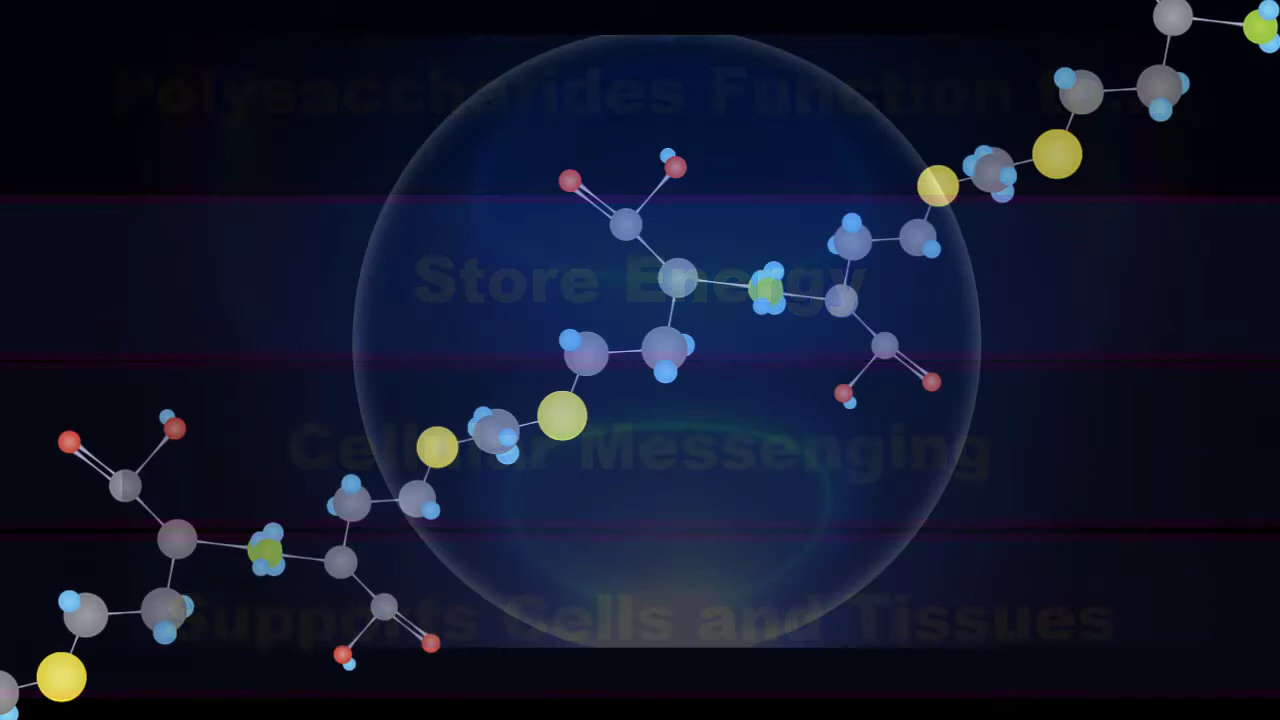 Polysaccharides Function
Store Energy
Cellular Messenging
Supports Cells and Tissues